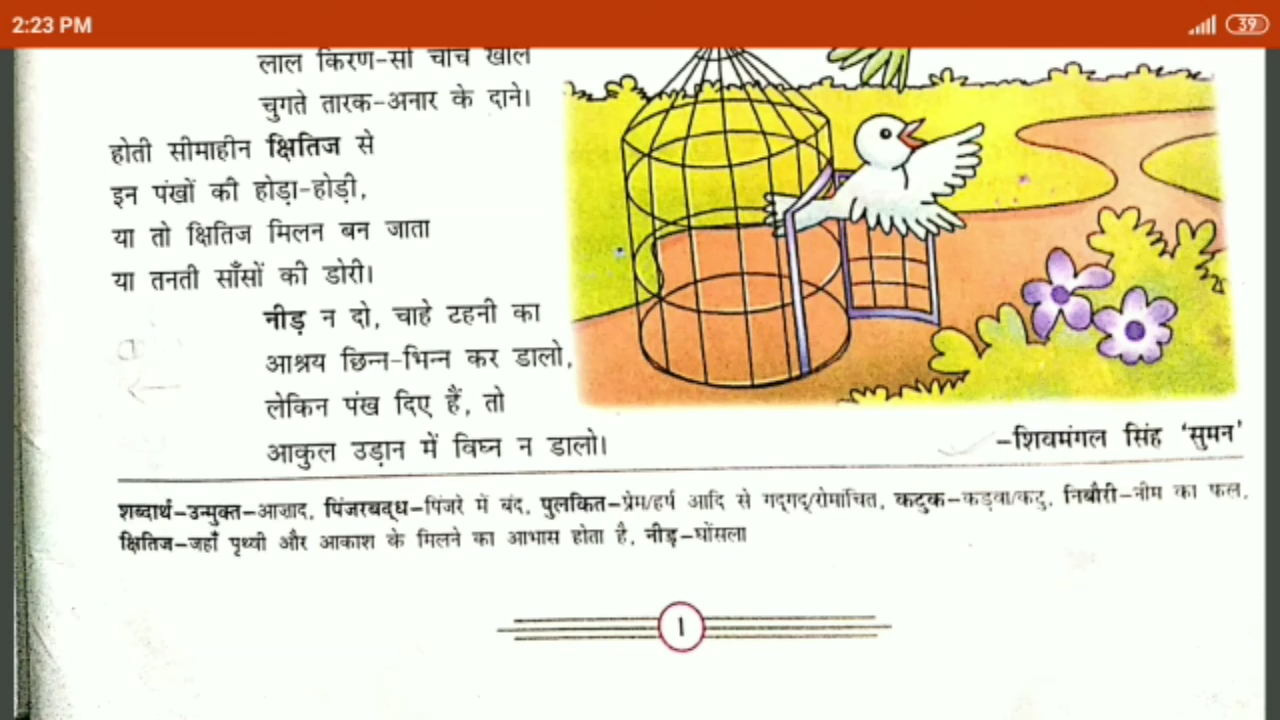 2:23 PM
39
लाल किरण-सी चोंच खोल
चुगते तारक-अनार के दाने।
होती सीमाहीन क्षितिज से
इन पंखों की होड़ा-होड़ी,
या तो क्षितिज मिलन बन जाता
या तनती साँसों की डोरी।
नीड़ न दो, चाहे टहनी का
आश्रय छिन्न-भिन्न कर डालो,
लेकिन पंख दिए हैं, तो
आकुल उड़ान में विघ्न न डालो।
–शिवमंगल सिंह 'सुमन'
शब्दार्थ–उन्मुक्त–आज़ाद, पिंजरबद्ध–पिंजरे में बंद, पुलकित–प्रेम/हर्ष आदि से गद्गद्/रोमांचित, कटुक–कड़वा/कटु, निबौरी–नीम का फल,
क्षितिज–जहाँ पृथ्वी और आकाश के मिलने का आभास होता है, नीड़–घोंसला
1